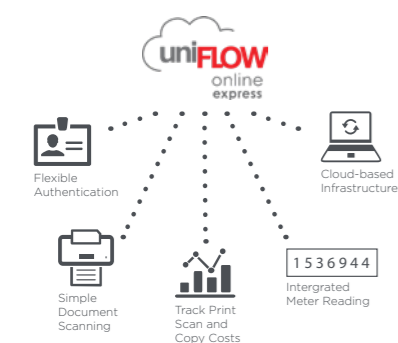 uniFLOW
online
express
Flexible
Authentication
Cloud-based
Infrastructure
Simple
Document
Scanning
Track Print
Scan and
Copy Costs
1536944
Intergrated
Meter Reading